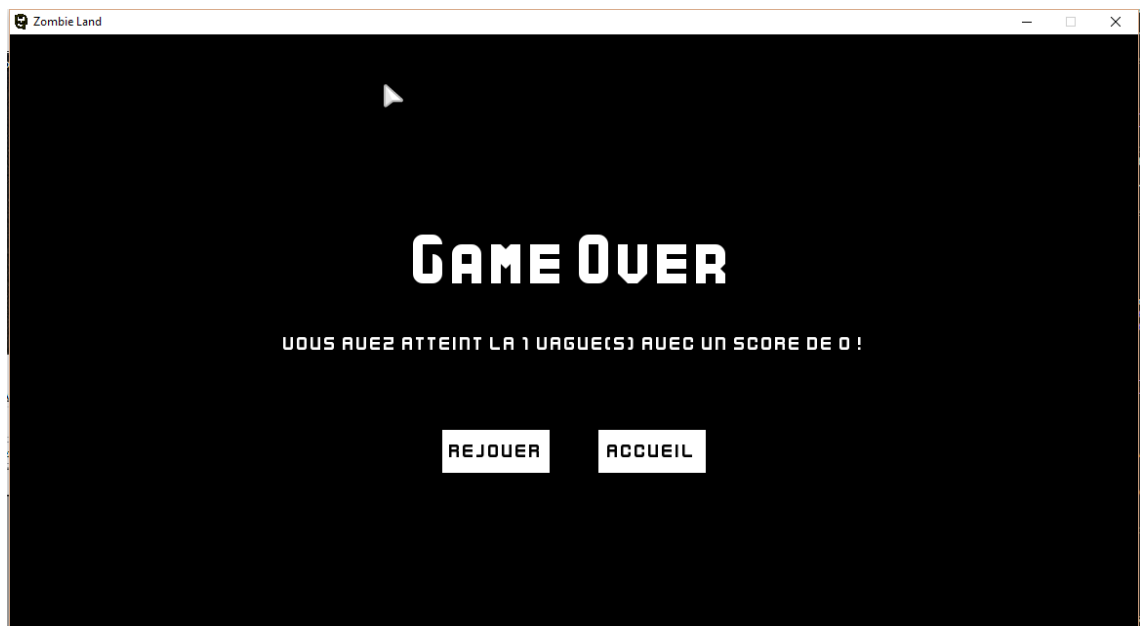 Zombie Land
GAME OVER
VOUS AVEZ ATTEINT LA 1 VAGUE(S) AVEC UN SCORE DE 0 !
REJOUER
ACCUEIL